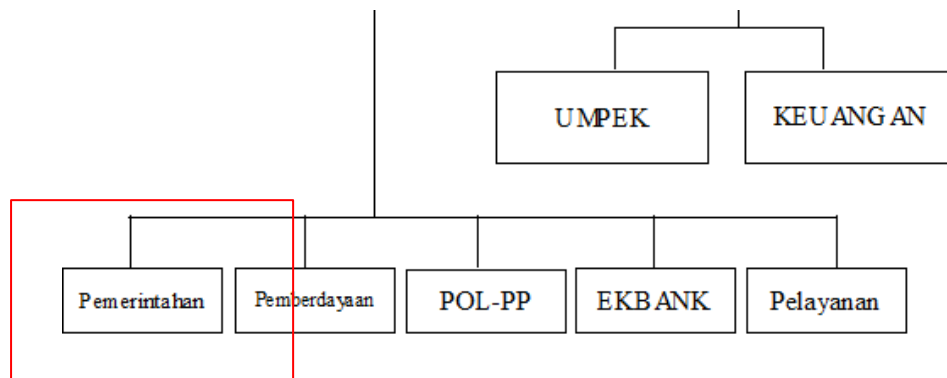 UMPEK
KEUANGAN
Pemerintahan
Pemberdayaan
POL-PP
EKBANK
Pelayanan